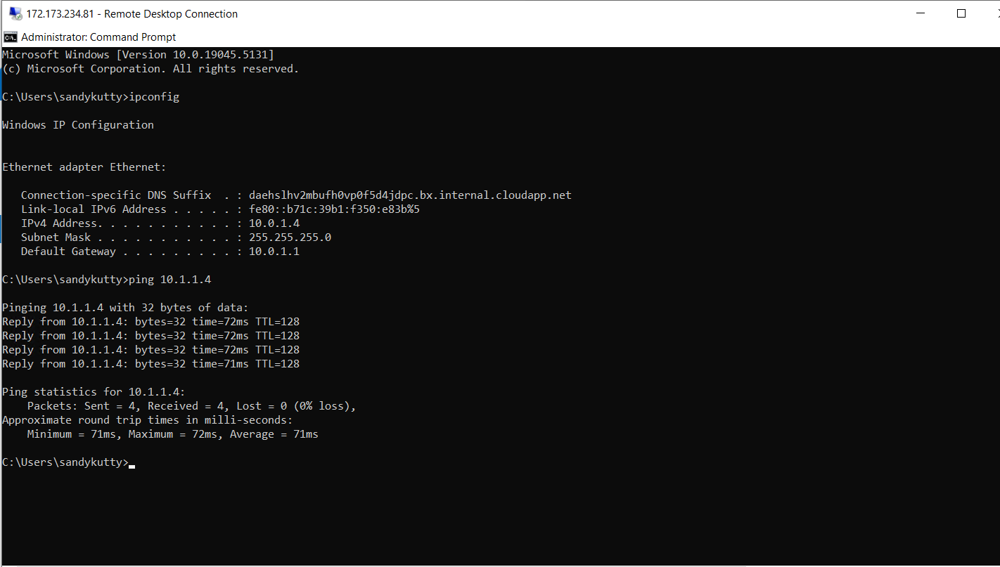 172.173.234.81 - Remote Desktop Connection
Administrator: Command Prompt
Microsoft Windows [Version 10.0.19045.5131]
(c) Microsoft Corporation. All rights reserved.
C:\Users\sandykutty>ipconfig
Windows IP Configuration
Ethernet adapter Ethernet:
   Connection-specific DNS Suffix  . : daehslhv2mbufh0vp0f5d4jdpc.bx.internal.cloudapp.net
   Link-local IPv6 Address . . . . . : fe80::b71c:39b1:f350:e83b%5
   IPv4 Address. . . . . . . . . . . : 10.0.1.4
   Subnet Mask . . . . . . . . . . . : 255.255.255.0
   Default Gateway . . . . . . . . . : 10.0.1.1
C:\Users\sandykutty>ping 10.1.1.4
Pinging 10.1.1.4 with 32 bytes of data:
Reply from 10.1.1.4: bytes=32 time=72ms TTL=128
Reply from 10.1.1.4: bytes=32 time=72ms TTL=128
Reply from 10.1.1.4: bytes=32 time=72ms TTL=128
Reply from 10.1.1.4: bytes=32 time=71ms TTL=128
Ping statistics for 10.1.1.4:
    Packets: Sent = 4, Received = 4, Lost = 0 (0% loss),
Approximate round trip times in milli-seconds:
    Minimum = 71ms, Maximum = 72ms, Average = 71ms
C:\Users\sandykutty>